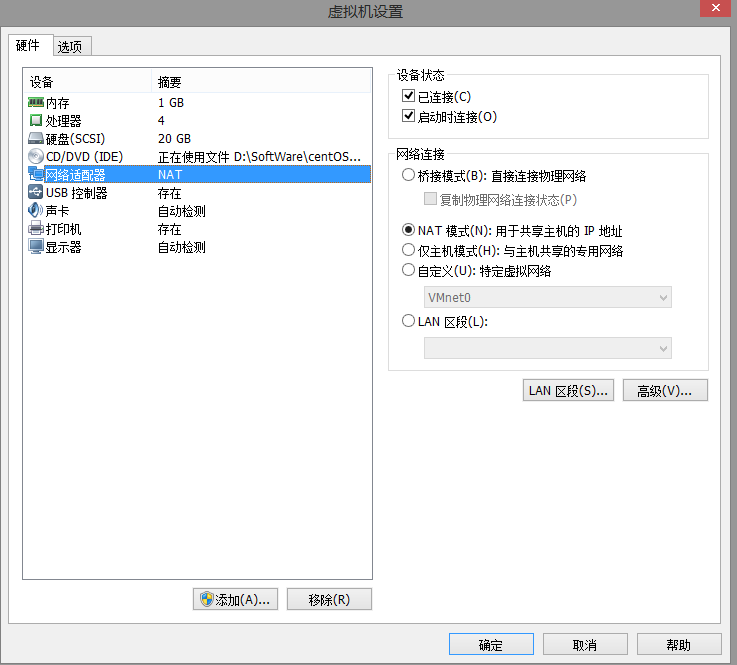 虚拟机设置
硬件 选项
设备 摘要
内存 1 GB
处理器 4
硬盘(SCSI) 20 GB
CD/DVD (IDE) 正在使用文件 D:\SoftWare\centOS...
网络适配器 NAT
USB 控制器 存在
声卡 自动检测
打印机 存在
显示器 自动检测
添加(A)... 移除(R)
设备状态
已连接(C)
启动时连接(O)
网络连接
桥接模式(B): 直接连接物理网络
复制物理网络连接状态(P)
NAT 模式(N): 用于共享主机的 IP 地址
仅主机模式(H): 与主机共享的专用网络
自定义(U): 特定虚拟网络
VMnet0
LAN 区段(L):
LAN 区段(S)... 高级(V)...
确定 取消 帮助